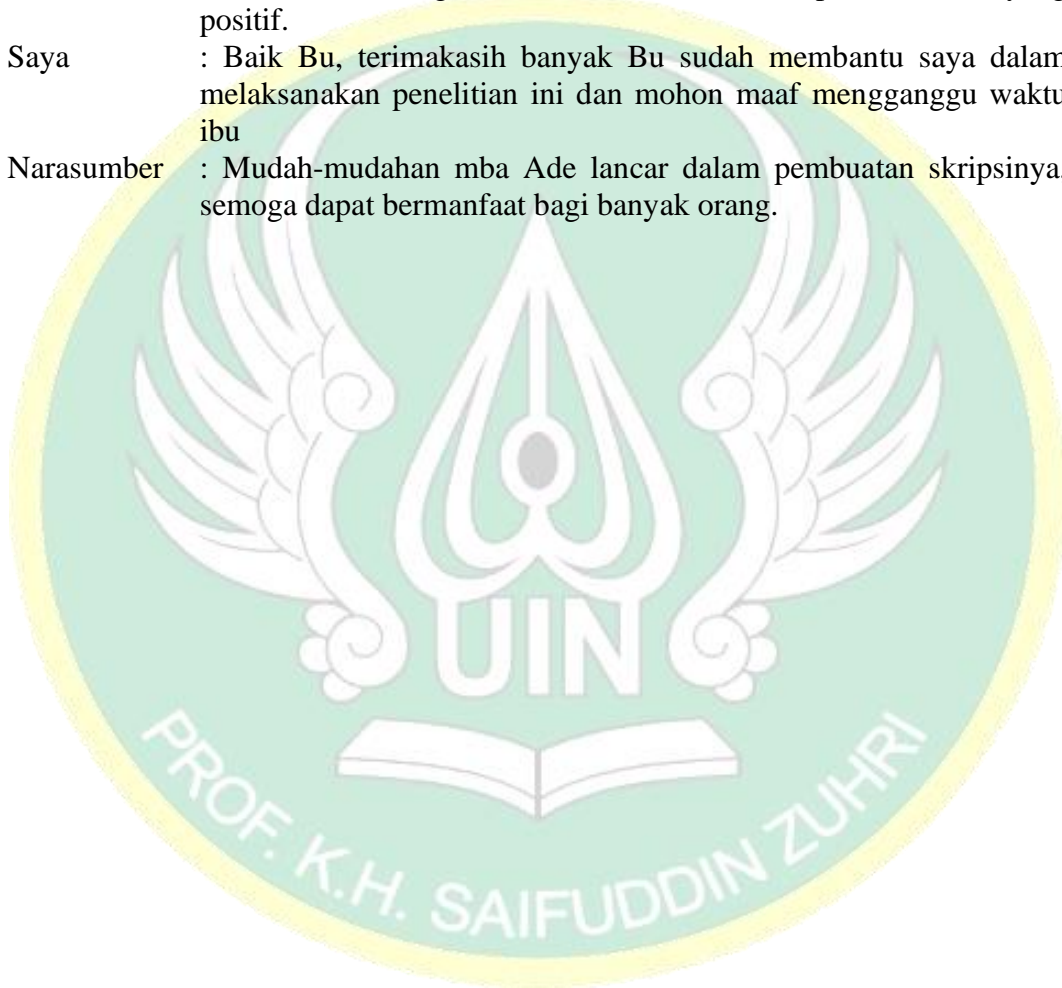 positif.
Saya : Baik Bu, terimakasih banyak Bu sudah membantu saya dalam
melaksanakan penelitian ini dan mohon maaf mengganggu waktu
ibu
Narasumber : Mudah-mudahan mba Ade lancar dalam pembuatan skripsinya,
semoga dapat bermanfaat bagi banyak orang.
UIN
PROF. K.H. SAIFUDDIN ZUHRI